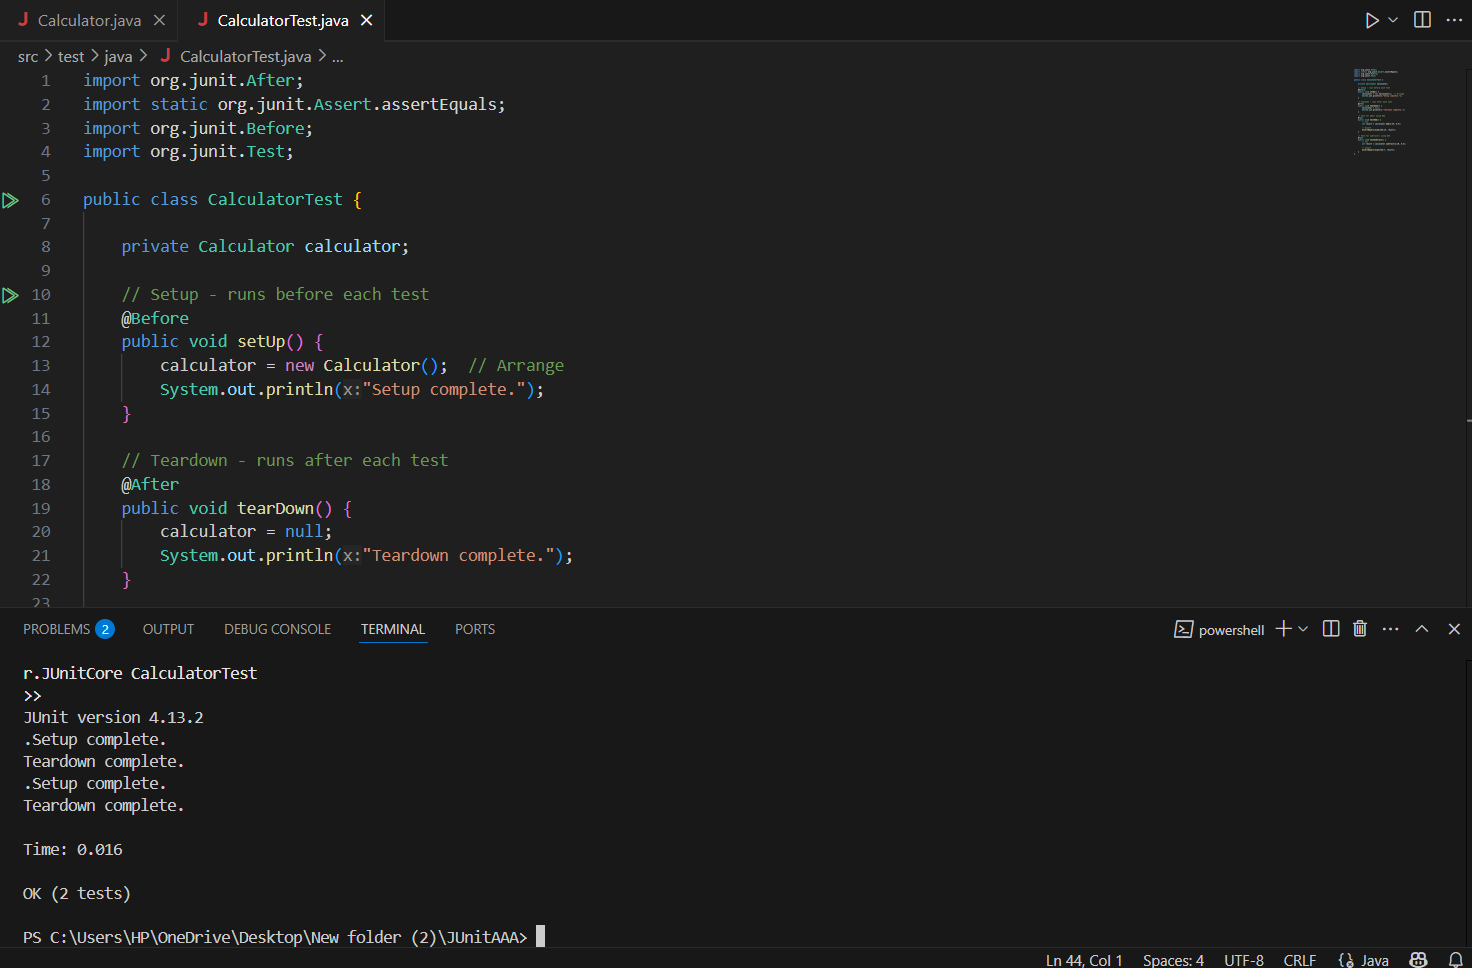 Calculator.java
CalculatorTest.java
src > test > java > CalculatorTest.java > ...
1 import org.junit.After;
2 import static org.junit.Assert.assertEquals;
3 import org.junit.Before;
4 import org.junit.Test;
5
6 public class CalculatorTest {
7
8 private Calculator calculator;
9
10 // Setup - runs before each test
11 @Before
12 public void setUp() {
13 calculator = new Calculator(); // Arrange
14 System.out.println(x:"Setup complete.");
15 }
16
17 // Teardown - runs after each test
18 @After
19 public void tearDown() {
20 calculator = null;
21 System.out.println(x:"Teardown complete.");
22 }
23
PROBLEMS 2 OUTPUT DEBUG CONSOLE TERMINAL PORTS
powershell
r.JUnitCore CalculatorTest
>>
JUnit version 4.13.2
.Setup complete.
Teardown complete.
.Setup complete.
Teardown complete.
Time: 0.016
OK (2 tests)
PS C:\Users\HP\OneDrive\Desktop\New folder (2)\JUnitAAA>
Ln 44, Col 1 Spaces: 4 UTF-8 CRLF Java